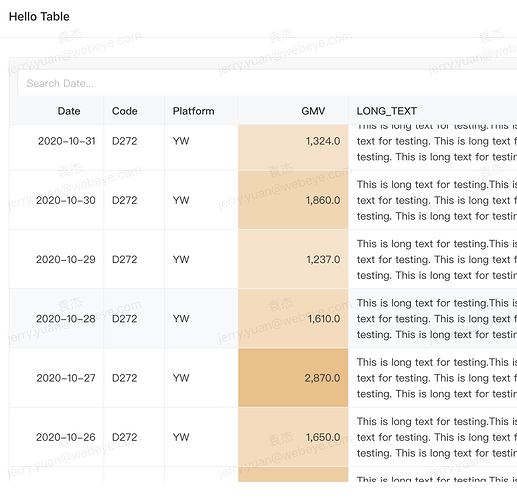 Hello Table
Search Date...
Date Code Platform GMV LONG_TEXT
This is long text for testing.This is
2020-10-31 D272 YW 1,324.0 text for testing. This is long text for
testing. This is long text for testin
This is long text for testing.This is
2020-10-30 D272 YW 1,860.0 text for testing. This is long text for
testing. This is long text for testin
This is long text for testing.This is
2020-10-29 D272 YW 1,237.0 text for testing. This is long text for
testing. This is long text for testin
This is long text for testing.This is
2020-10-28 D272 YW 1,610.0 text for testing. This is long text for
testing. This is long text for testin
This is long text for testing.This is
2020-10-27 D272 YW 2,870.0 text for testing. This is long text for
testing. This is long text for testin
This is long text for testing.This is
2020-10-26 D272 YW 1,650.0 text for testing. This is long text for
testing. This is long text for testin
This is long text for testing.This is
袁杰
jerry.yuan@webeye.com